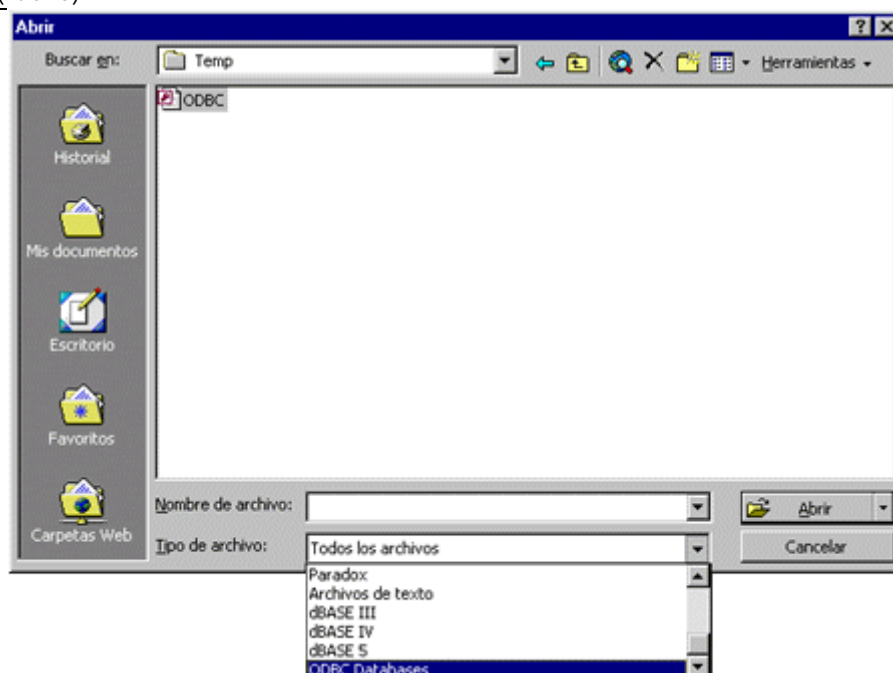 Abrir
Buscar en: Temp Herramientas
ODBC
Historial
Mis documentos
Escritorio
Favoritos
Carpetas Web
Nombre de archivo: Abrir
Tipo de archivo: Todos los archivos Cancelar
Paradox
Archivos de texto
dBASE III
dBASE IV
dBASE 5
ODBC Databases